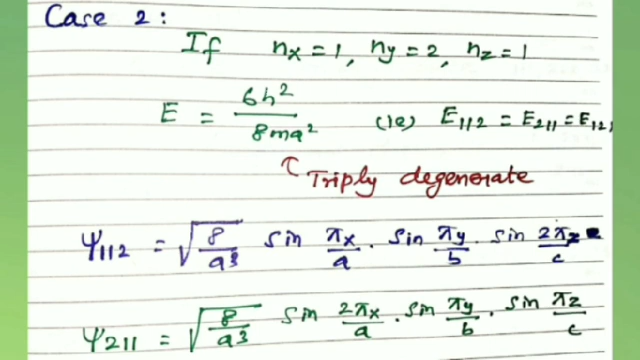 Case 2:
If nx = 1, ny = 2, nz = 1
E = 6h²/8ma² (ie) E₁₁₂ = E₂₁₁ = E₁₂₁
Triply degenerate
Ψ₁₁₂ = √(8/a³) sin πx/a . sin πy/b . sin 2πz/c
Ψ₂₁₁ = √(8/a³) sin 2πx/a . sin πy/b . sin πz/c